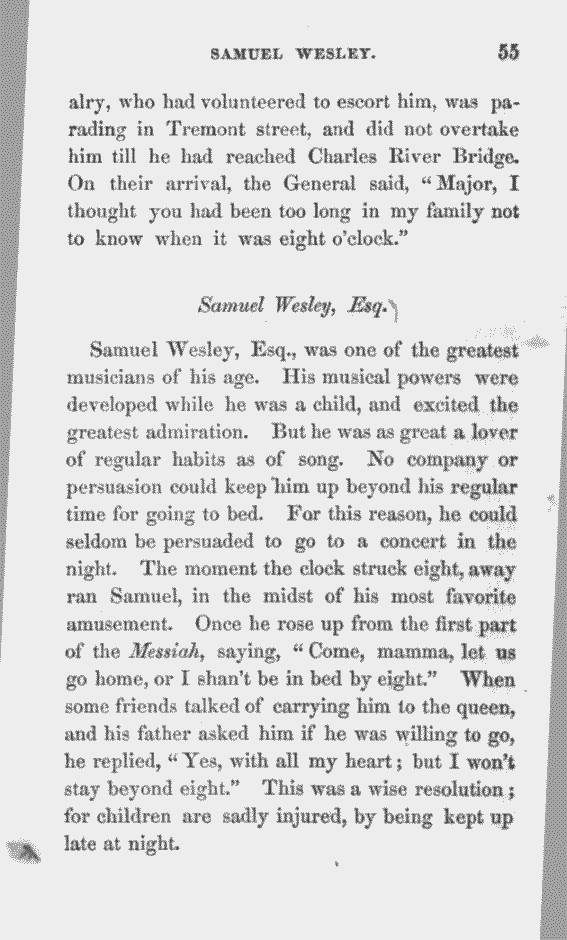 SAMUEL WESLEY. 55
alry, who had volunteered to escort him, was pa-
rading in Tremont street, and did not overtake
him till he had reached Charles River Bridge.
On their arrival, the General said, "Major, I
thought you had been too long in my family not
to know when it was eight o'clock."
Samuel Wesley, Esq.
Samuel Wesley, Esq., was one of the greatest
musicians of his age. His musical powers were
developed while he was a child, and excited the
greatest admiration. But he was as great a lover
of regular habits as of song. No company or
persuasion could keep him up beyond his regular
time for going to bed. For this reason, he could
seldom be persuaded to go to a concert in the
night. The moment the clock struck eight, away
ran Samuel, in the midst of his most favorite
amusement. Once he rose up from the first part
of the Messiah, saying, "Come, mamma, let us
go home, or I shan't be in bed by eight." When
some friends talked of carrying him to the queen,
and his father asked him if he was willing to go,
he replied, "Yes, with all my heart; but I won't
stay beyond eight." This was a wise resolution;
for children are sadly injured, by being kept up
late at night.